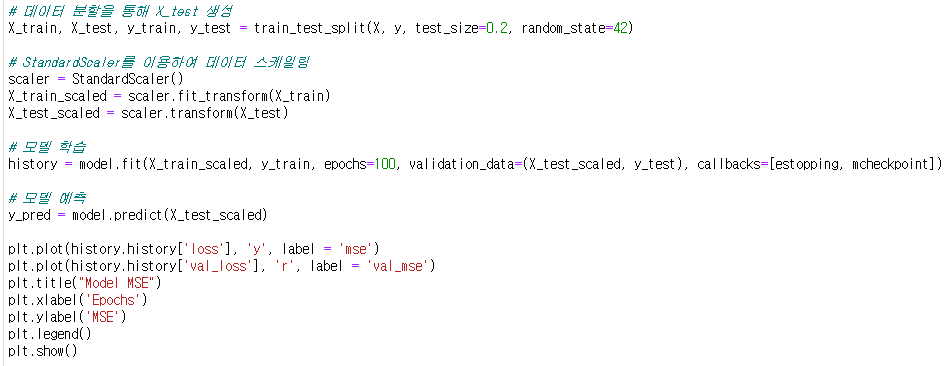 # 데이터 분할을 통해 X_test 생성
X_train, X_test, y_train, y_test = train_test_split(X, y, test_size=0.2, random_state=42)
# StandardScaler를 이용하여 데이터 스케일링
scaler = StandardScaler()
X_train_scaled = scaler.fit_transform(X_train)
X_test_scaled = scaler.transform(X_test)
# 모델 학습
history = model.fit(X_train_scaled, y_train, epochs=100, validation_data=(X_test_scaled, y_test), callbacks=[estopping, mcheckpoint])
# 모델 예측
y_pred = model.predict(X_test_scaled)
plt.plot(history.history['loss'], 'y', label = 'mse')
plt.plot(history.history['val_loss'], 'r', label = 'val_mse')
plt.title("Model MSE")
plt.xlabel('Epochs')
plt.ylabel('MSE')
plt.legend()
plt.show()